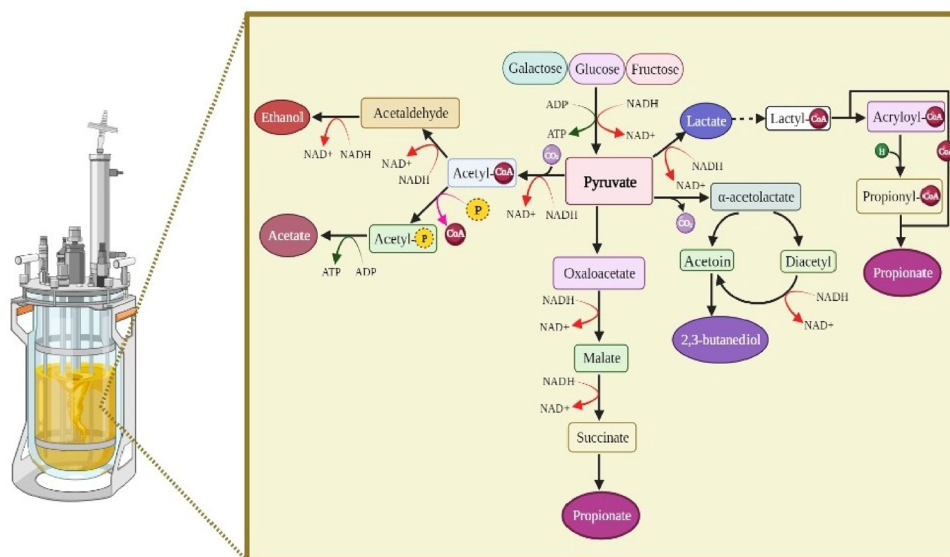 Galactose Glucose Fructose
ADP NADH
ATP NAD+
Ethanol Acetaldehyde
NAD+ NADH
NAD+
NADH
Acetyl-CoA
CO₂
NAD+ NADH
Pyruvate
Lactate
NADH
NAD+
Lactyl-CoA
Acryloyl-CoA
H
CoA
Propionyl-CoA
Propionate
P
CoA
Acetate Acetyl-P
ATP ADP
CO₂
α-acetolactate
Acetoin Diacetyl
NADH
NAD+
2,3-butanediol
Oxaloacetate
NADH
NAD+
Malate
NADH
NAD+
Succinate
Propionate